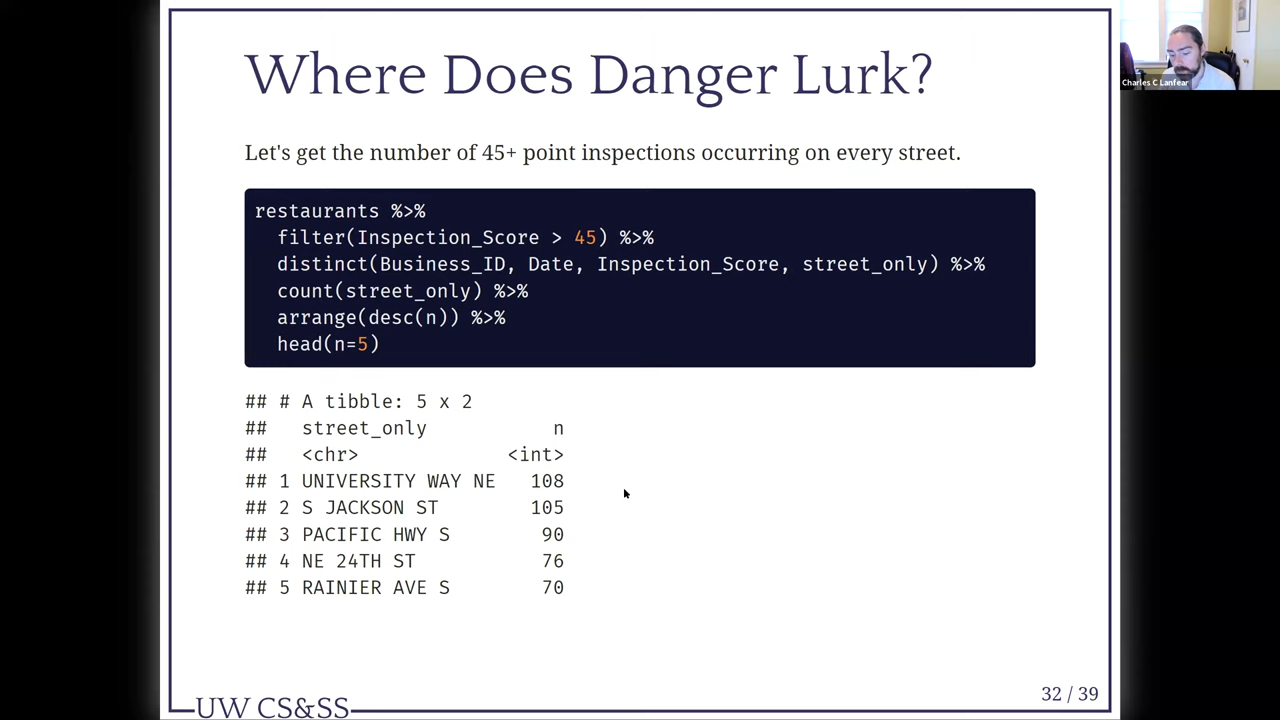 Where Does Danger Lurk?
Charles C Lanfear
Let's get the number of 45+ point inspections occurring on every street.
restaurants %>%
  filter(Inspection_Score > 45) %>%
  distinct(Business_ID, Date, Inspection_Score, street_only) %>%
  count(street_only) %>%
  arrange(desc(n)) %>%
  head(n=5)
## # A tibble: 5 x 2
##   street_only          n
##   <chr>            <int>
## 1 UNIVERSITY WAY NE   108
## 2 S JACKSON ST        105
## 3 PACIFIC HWY S        90
## 4 NE 24TH ST           76
## 5 RAINIER AVE S        70
32 / 39
UW CS&SS